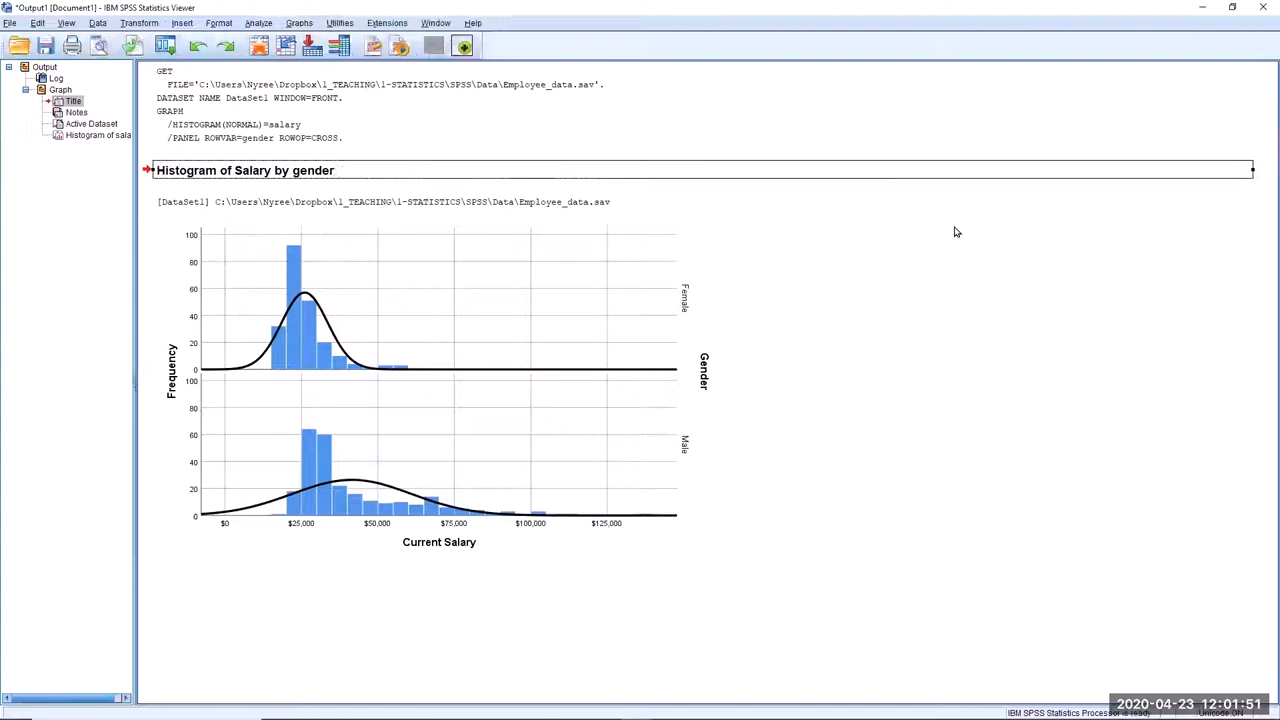 *Output1 [Document1] - IBM SPSS Statistics Viewer
File Edit View Data Transform Insert Format Analyze Graphs Utilities Extensions Window Help
Output
Log
Graph
Title
Notes
Active Dataset
Histogram of sala
GET
FILE='C:\Users\Nyree\Dropbox\1_TEACHING\1-STATISTICS\SPSS\Data\Employee_data.sav'.
DATASET NAME DataSet1 WINDOW=FRONT.
GRAPH
/HISTOGRAM(NORMAL)=salary
/PANEL ROWVAR=gender ROWOP=CROSS.
Histogram of Salary by gender
[DataSet1] C:\Users\Nyree\Dropbox\1_TEACHING\1-STATISTICS\SPSS\Data\Employee_data.sav
100
80
60
40
20
0
Female
Frequency
Gender
100
80
60
40
20
0
Male
$0 $25,000 $50,000 $75,000 $100,000 $125,000
Current Salary
2020-04-23 12:01:51
IBM SPSS Statistics Processor is ready Unicode:ON